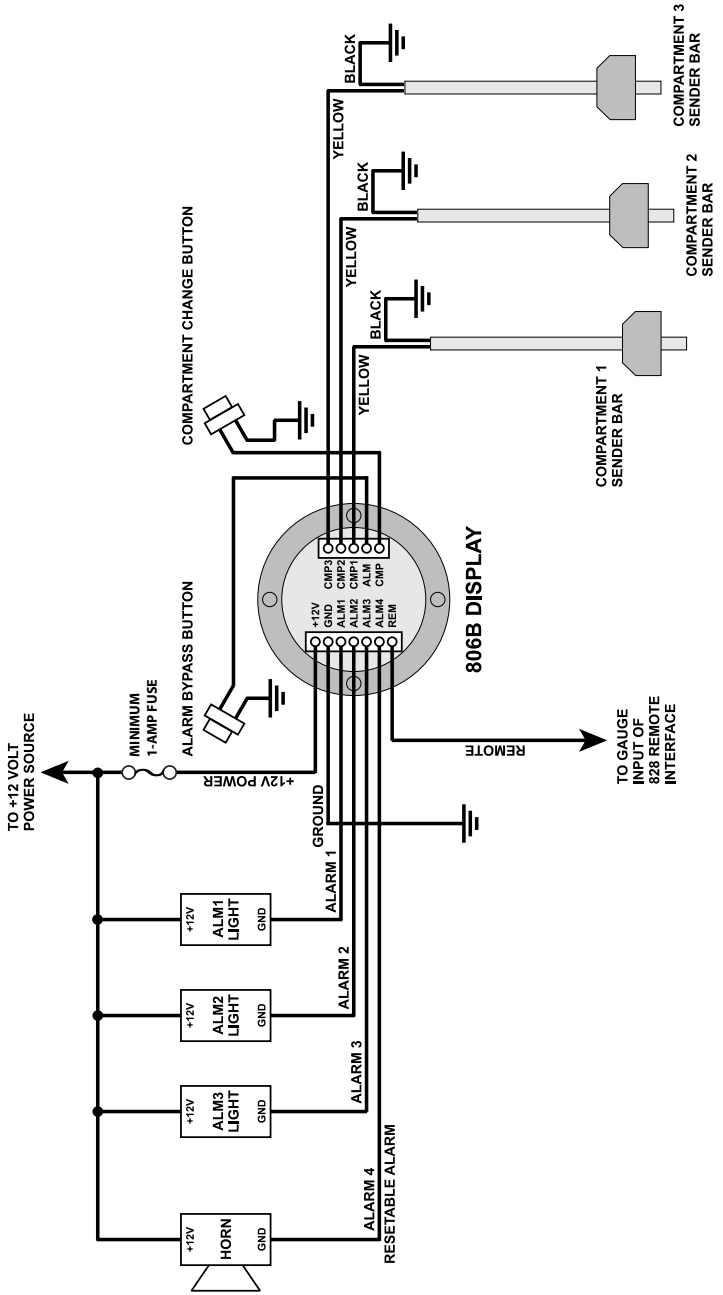 TO +12 VOLT
POWER SOURCE
MINIMUM
1-AMP FUSE
+12V POWER
ALARM BYPASS BUTTON
COMPARTMENT CHANGE BUTTON
+12V
HORN
GND
+12V
ALM3
LIGHT
GND
+12V
ALM2
LIGHT
GND
+12V
ALM1
LIGHT
GND
ALARM 4
RESETABLE ALARM
ALARM 3
ALARM 2
ALARM 1
GROUND
+12V
GND
ALM1
ALM2
ALM3
ALM4
REM
CMP3
CMP2
CMP1
ALM
CMP
806B DISPLAY
REMOTE
TO GAUGE
INPUT OF
828 REMOTE
INTERFACE
YELLOW
BLACK
COMPARTMENT 1
SENDER BAR
YELLOW
BLACK
COMPARTMENT 2
SENDER BAR
YELLOW
BLACK
COMPARTMENT 3
SENDER BAR